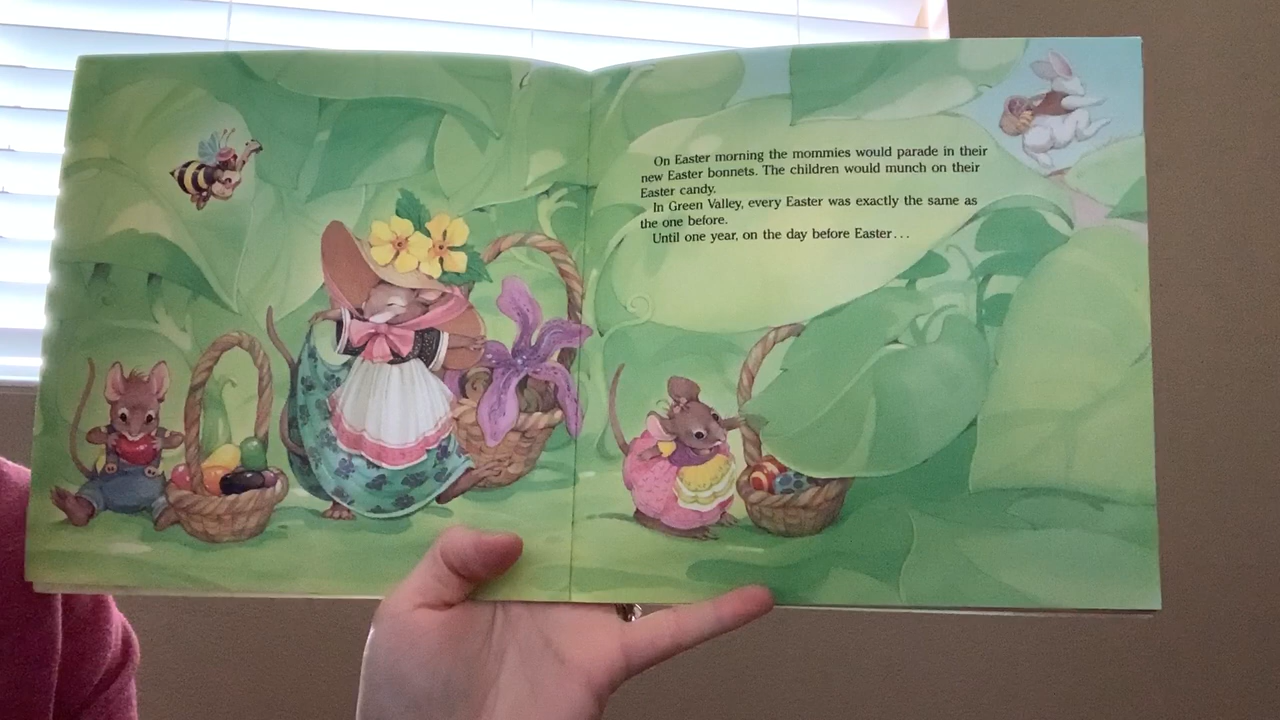 On Easter morning the mommies would parade in their
new Easter bonnets. The children would munch on their
Easter candy.
In Green Valley, every Easter was exactly the same as
the one before.
Until one year, on the day before Easter...